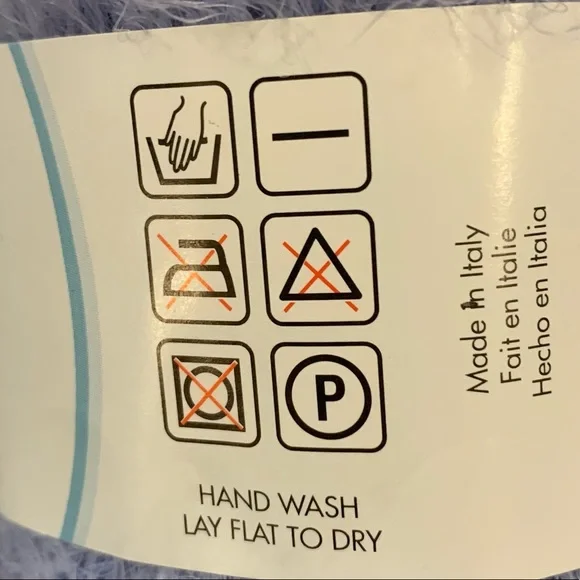 P
HAND WASH
LAY FLAT TO DRY
Made In Italy
Fait en Italie
Hecho en Italia